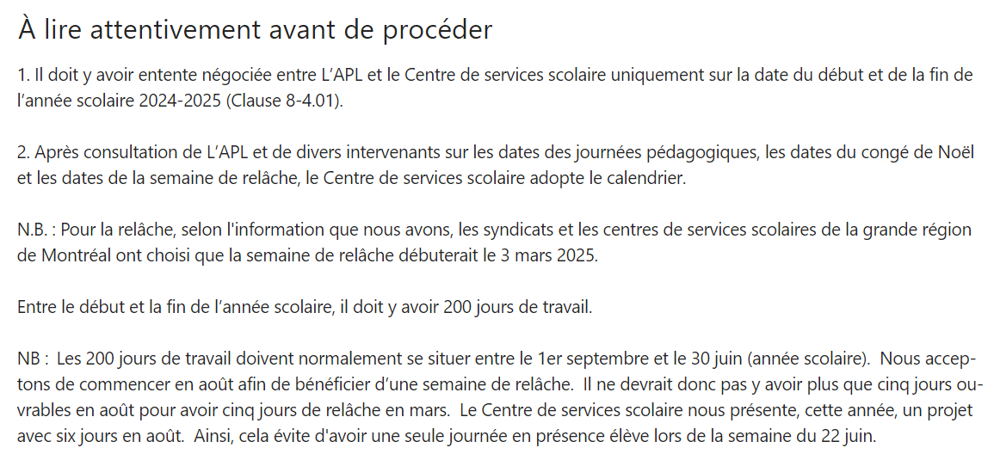 À lire attentivement avant de procéder
1. Il doit y avoir entente négociée entre L’APL et le Centre de services scolaire uniquement sur la date du début et de la fin de
l’année scolaire 2024-2025 (Clause 8-4.01).
2. Après consultation de L’APL et de divers intervenants sur les dates des journées pédagogiques, les dates du congé de Noël
et les dates de la semaine de relâche, le Centre de services scolaire adopte le calendrier.
N.B. : Pour la relâche, selon l'information que nous avons, les syndicats et les centres de services scolaires de la grande région
de Montréal ont choisi que la semaine de relâche débuterait le 3 mars 2025.
Entre le début et la fin de l’année scolaire, il doit y avoir 200 jours de travail.
NB :  Les 200 jours de travail doivent normalement se situer entre le 1er septembre et le 30 juin (année scolaire).  Nous accep-
tons de commencer en août afin de bénéficier d’une semaine de relâche.  Il ne devrait donc pas y avoir plus que cinq jours ou-
vrables en août pour avoir cinq jours de relâche en mars.  Le Centre de services scolaire nous présente, cette année, un projet
avec six jours en août.  Ainsi, cela évite d'avoir une seule journée en présence élève lors de la semaine du 22 juin.